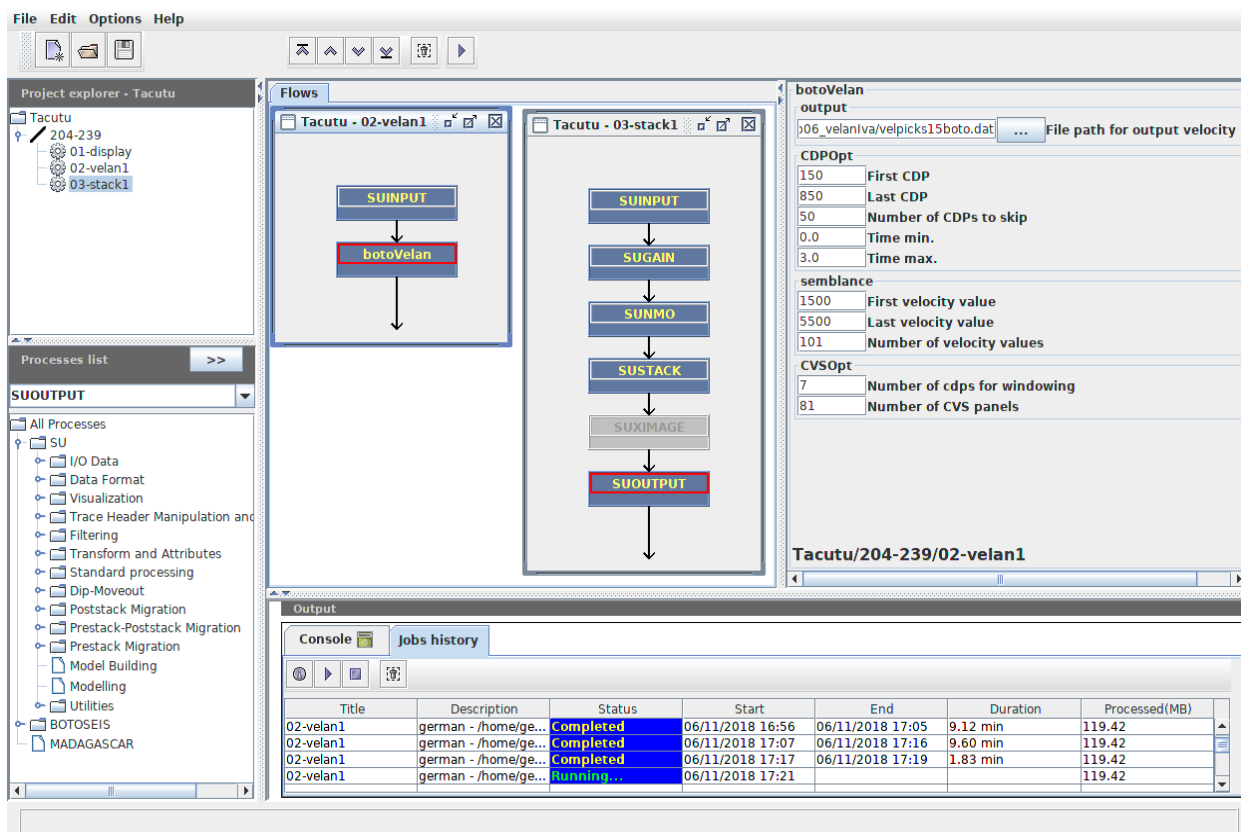 File Edit Options Help
Project explorer - Tacutu
Tacutu
204-239
01-display
02-velan1
03-stack1
Processes list
>>
SUOUTPUT
All Processes
SU
I/O Data
Data Format
Visualization
Trace Header Manipulation and
Filtering
Transform and Attributes
Standard processing
Dip-Moveout
Poststack Migration
Prestack-Poststack Migration
Prestack Migration
Model Building
Modelling
Utilities
BOTOSEIS
MADAGASCAR
Flows
Tacutu - 02-velan1
SUINPUT
botoVelan
Tacutu - 03-stack1
SUINPUT
SUGAIN
SUNMO
SUSTACK
SUXIMAGE
SUOUTPUT
botoVelan
output
06_velanIva/velpicks15boto.dat ... File path for output velocity
CDPOpt
150 First CDP
850 Last CDP
50 Number of CDPs to skip
0.0 Time min.
3.0 Time max.
semblance
1500 First velocity value
5500 Last velocity value
101 Number of velocity values
CVSOpt
7 Number of cdps for windowing
81 Number of CVS panels
Tacutu/204-239/02-velan1
Output
Console Jobs history
Title Description Status Start End Duration Processed(MB)
02-velan1 german - /home/ge... Completed 06/11/2018 16:56 06/11/2018 17:05 9.12 min 119.42
02-velan1 german - /home/ge... Completed 06/11/2018 17:07 06/11/2018 17:16 9.60 min 119.42
02-velan1 german - /home/ge... Completed 06/11/2018 17:17 06/11/2018 17:19 1.83 min 119.42
02-velan1 german - /home/ge... Running... 06/11/2018 17:21 119.42